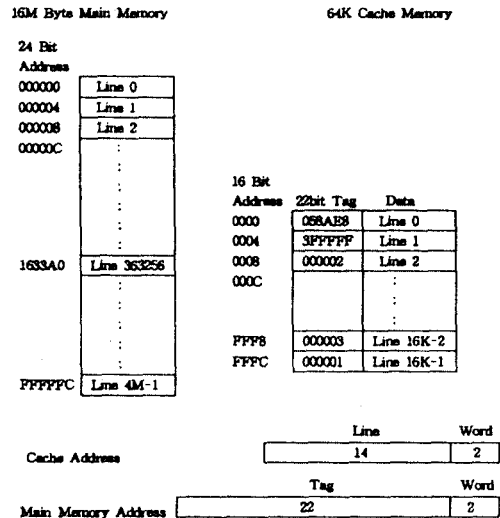 16M Byte Main Memory
64K Cache Memory
24 Bit
Address
000000 Line 0
000004 Line 1
000008 Line 2
00000C
1633A0 Line 363256
FFFFFC Line 4M-1
16 Bit
Address 22bit Tag Data
0000 058AE8 Line 0
0004 3FFFFF Line 1
0008 000002 Line 2
000C
FFF8 000003 Line 16K-2
FFFC 000001 Line 16K-1
Line Word
Cache Address 14 2
Tag Word
Main Memory Address 22 2